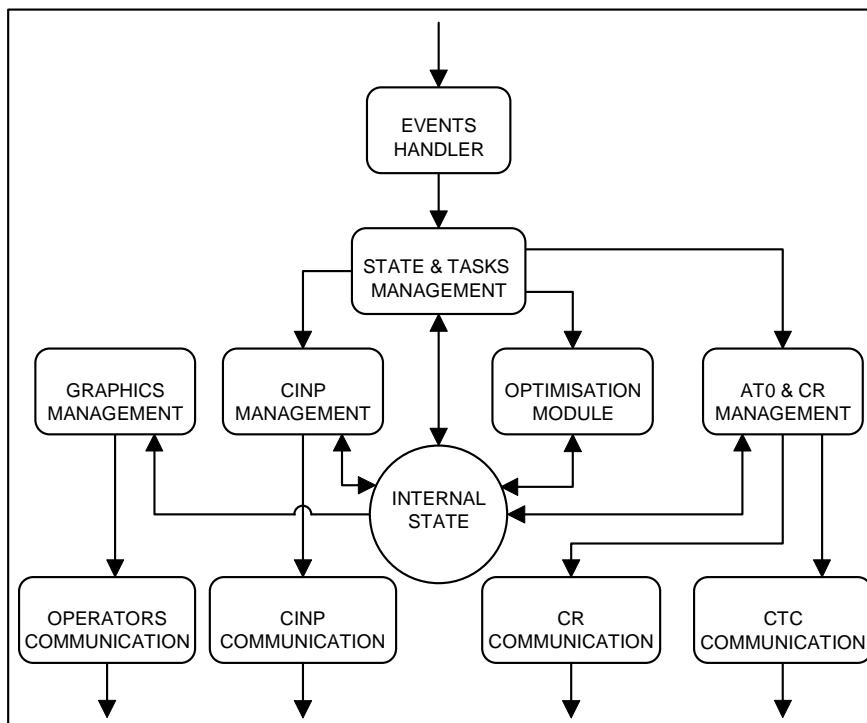 EVENTS
HANDLER
STATE & TASKS
MANAGEMENT
GRAPHICS
MANAGEMENT
CINP
MANAGEMENT
OPTIMISATION
MODULE
AT0 & CR
MANAGEMENT
INTERNAL
STATE
OPERATORS
COMMUNICATION
CINP
COMMUNICATION
CR
COMMUNICATION
CTC
COMMUNICATION